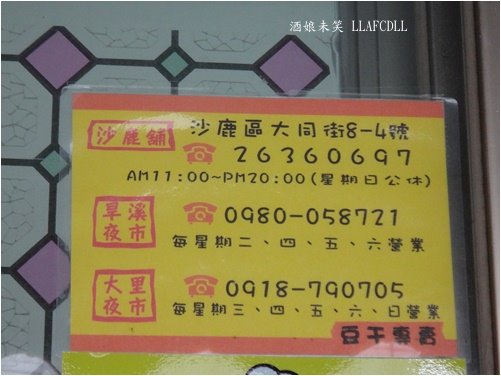 酒娘未笑 LLAFCDLL
沙鹿舖 沙鹿區大同街8-4號
☎ 26360697
AM11:00~PM20:00(星期日公休)
旱溪夜市 ☎ 0980-058721
每星期二、四、五、六營業
大里夜市 ☎ 0918-790705
每星期三、四、五、六、日營業
豆干專賣